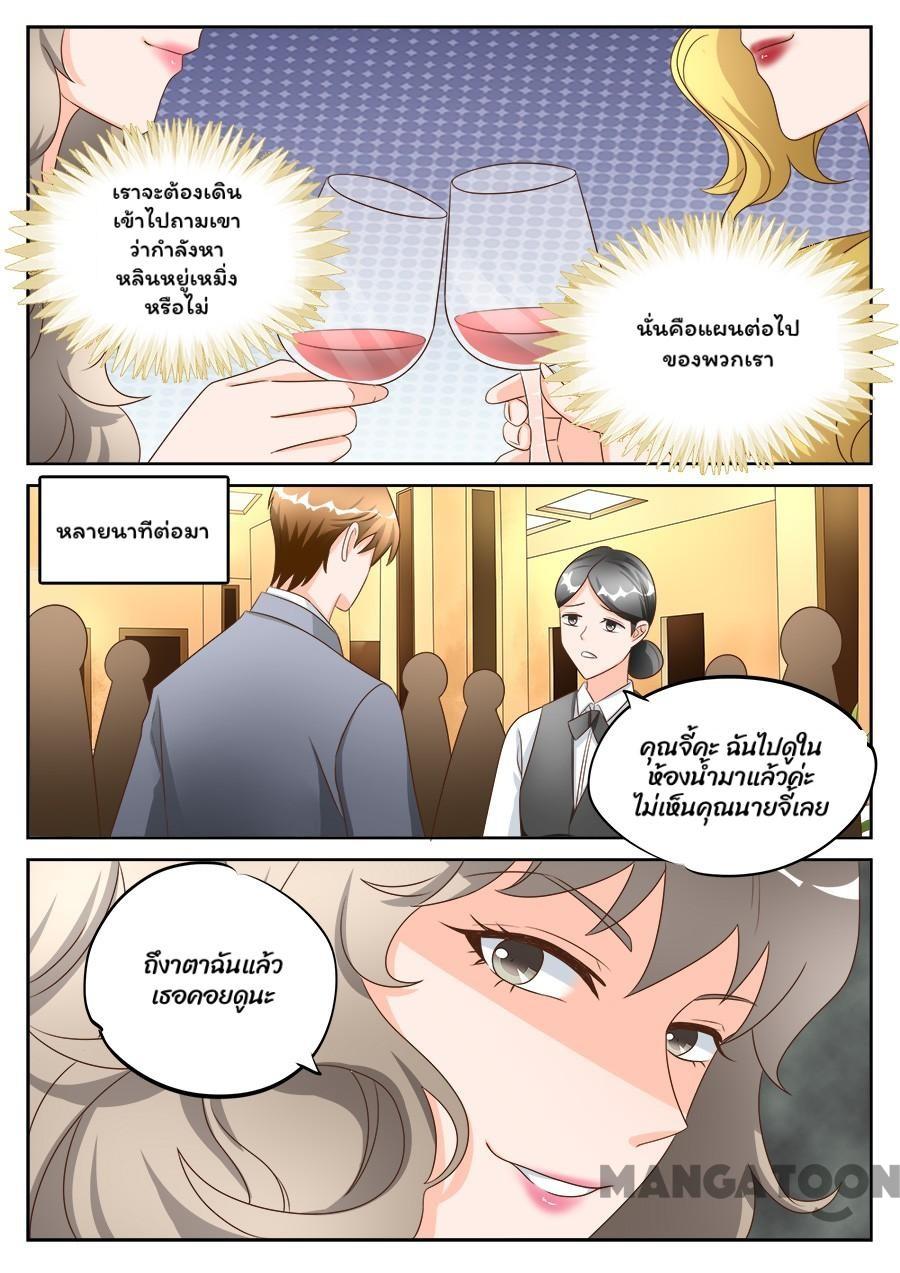 เราจะต้องเดิน
เข้าไปถามเขา
ว่ากำลังหา
หลินหยู่เหมิ่ง
หรือไม่
นั่นคือแผนต่อไป
ของพวกเรา
หลายนาทีต่อมา
คุณจี้คะ ฉันไปดูใน
ห้องน้ำมาแล้วค่ะ
ไม่เห็นคุณนายจี้เลย
ถึงาตาฉันแล้ว
เธอคอยดูนะ
MANGATOON